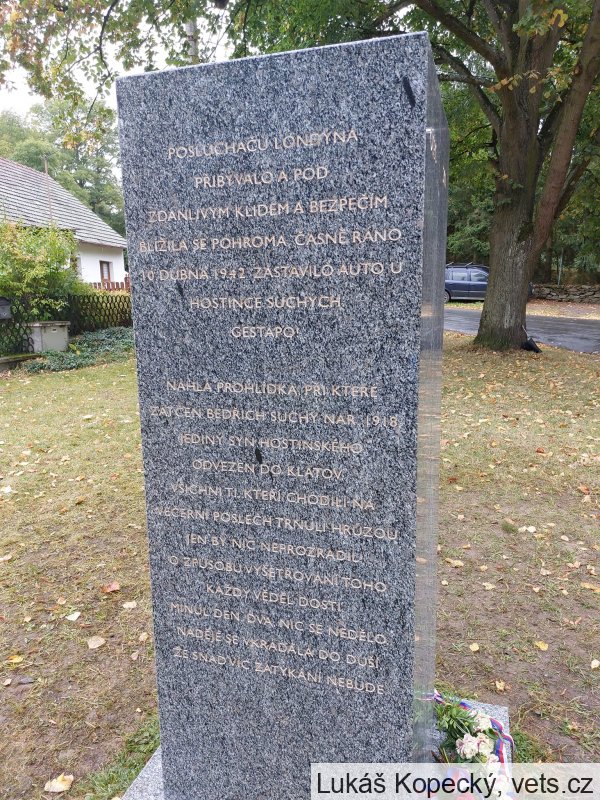 POSLUCHAČŮ LONDÝNA
PŘIBÝVALO A POD
ZDÁNLIVÝM KLIDEM A BEZPEČÍM
BLÍŽILA SE POHROMA. ČASNĚ RÁNO
10. DUBNA 1942 ZASTAVILO AUTO U
HOSTINCE SUCHÝCH.
GESTAPO!
NÁHLÁ PROHLÍDKA, PŘI KTERÉ
ZATČEN BEDŘICH SUCHÝ NAR. 1918,
JEDINÝ SYN HOSTINSKÉHO,
ODVEZEN DO KLATOV.
VŠICHNI TI, KTEŘÍ CHODILI NA
VEČERNÍ POSLECH TRNULI HRŮZOU
JEN BY NIC NEPROZRADIL.
O ZPŮSOBU VYŠETŘOVÁNÍ TOHO
KAŽDÝ VĚDĚL DOSTI.
MINUL DEN, DVA, NIC SE NEDĚLO.
NADĚJE SE VKRÁDALA DO DUŠÍ,
ŽE SNAD VÍC ZATÝKÁNÍ NEBUDE.
Lukáš Kopecký, vets.cz